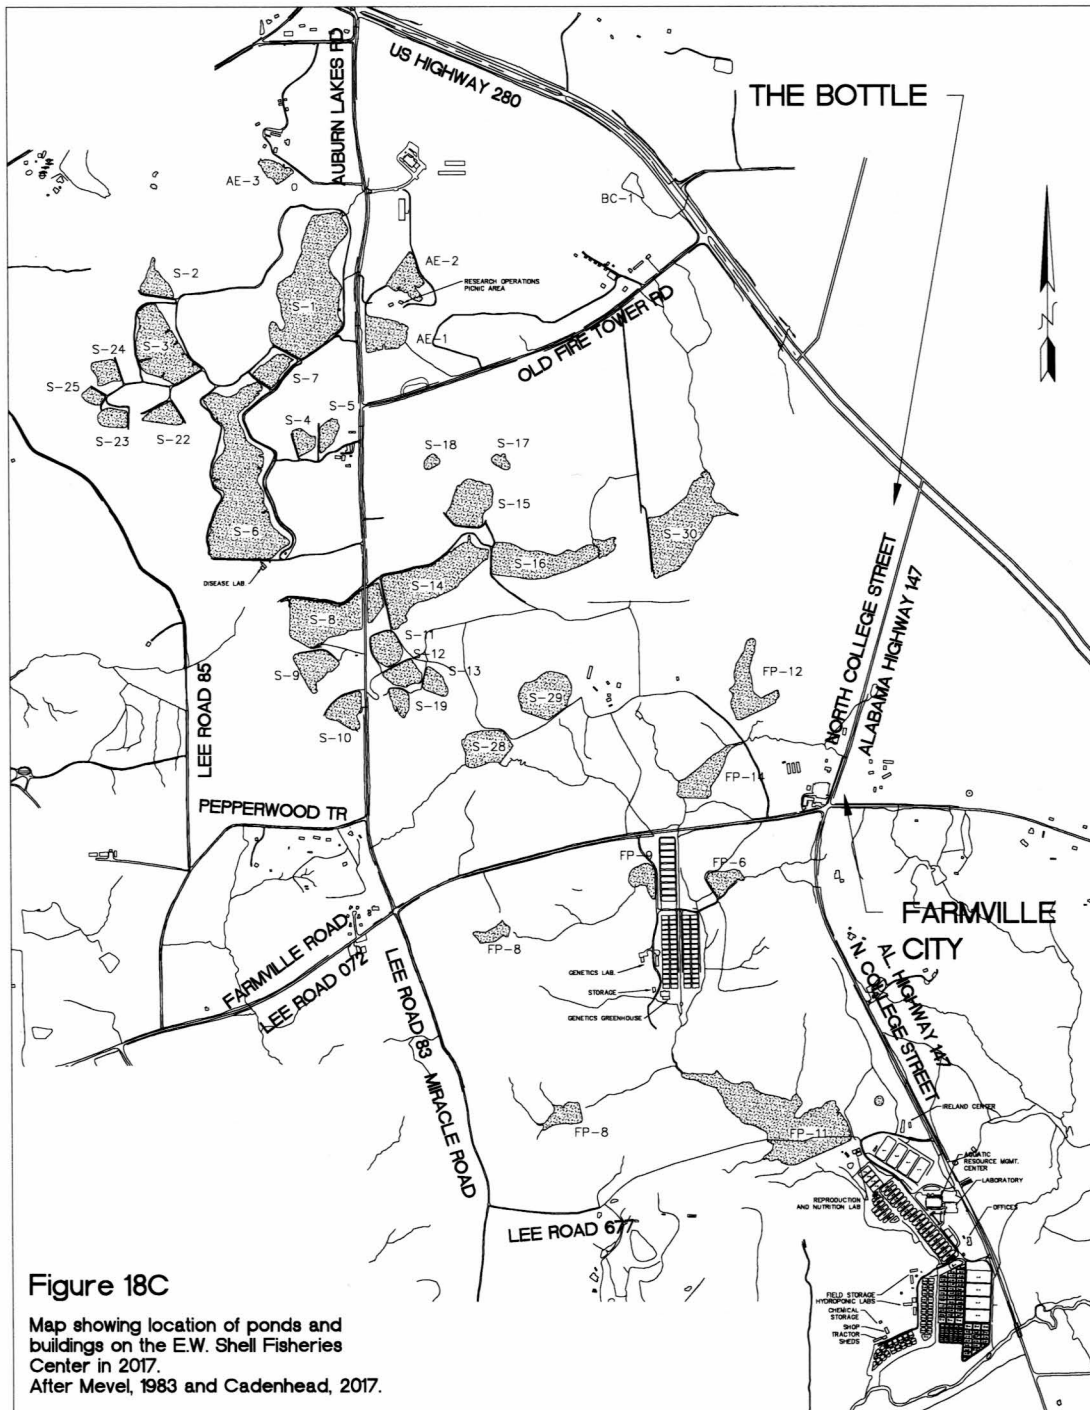 US HIGHWAY 280
AUBURN LAKES RD
THE BOTTLE
AE-3
BC-1
S-2
AE-2
RESEARCH OPERATIONS
PICNIC AREA
S-1
S-3
AE-1
OLD FIRE TOWER RD
S-24
S-7
S-25
S-5
S-4
S-23
S-22
S-18
S-17
S-15
S-6
S-30
S-16
DISEASE LAB.
S-14
S-8
NORTH COLLEGE STREET
ALABAMA HIGHWAY 147
S-11
S-12
S-13
S-9
FP-12
LEE ROAD 85
S-29
S-19
S-10
S-28
FP-14
PEPPERWOOD TR
FP-9
FP-6
FARMVILLE
CITY
FP-8
FARMVILLE ROAD
LEE ROAD 072
GENETICS LAB.
STORAGE
GENETICS GREENHOUSE
AL. HIGHWAY 147
N. COLLEGE STREET
LEE ROAD 83 MIRACLE ROAD
IRELAND CENTER
FP-8
FP-11
AQUATIC
RESOURCE MGMT.
CENTER
LABORATORY
REPRODUCTION
AND NUTRITION LAB
OFFICES
LEE ROAD 677
FIELD STORAGE
HYDROPONIC LABS
CHEMICAL
STORAGE
SHOP
TRACTOR
SHEDS
Figure 18C
Map showing location of ponds and
buildings on the E.W. Shell Fisheries
Center in 2017.
After Mevel, 1983 and Cadenhead, 2017.